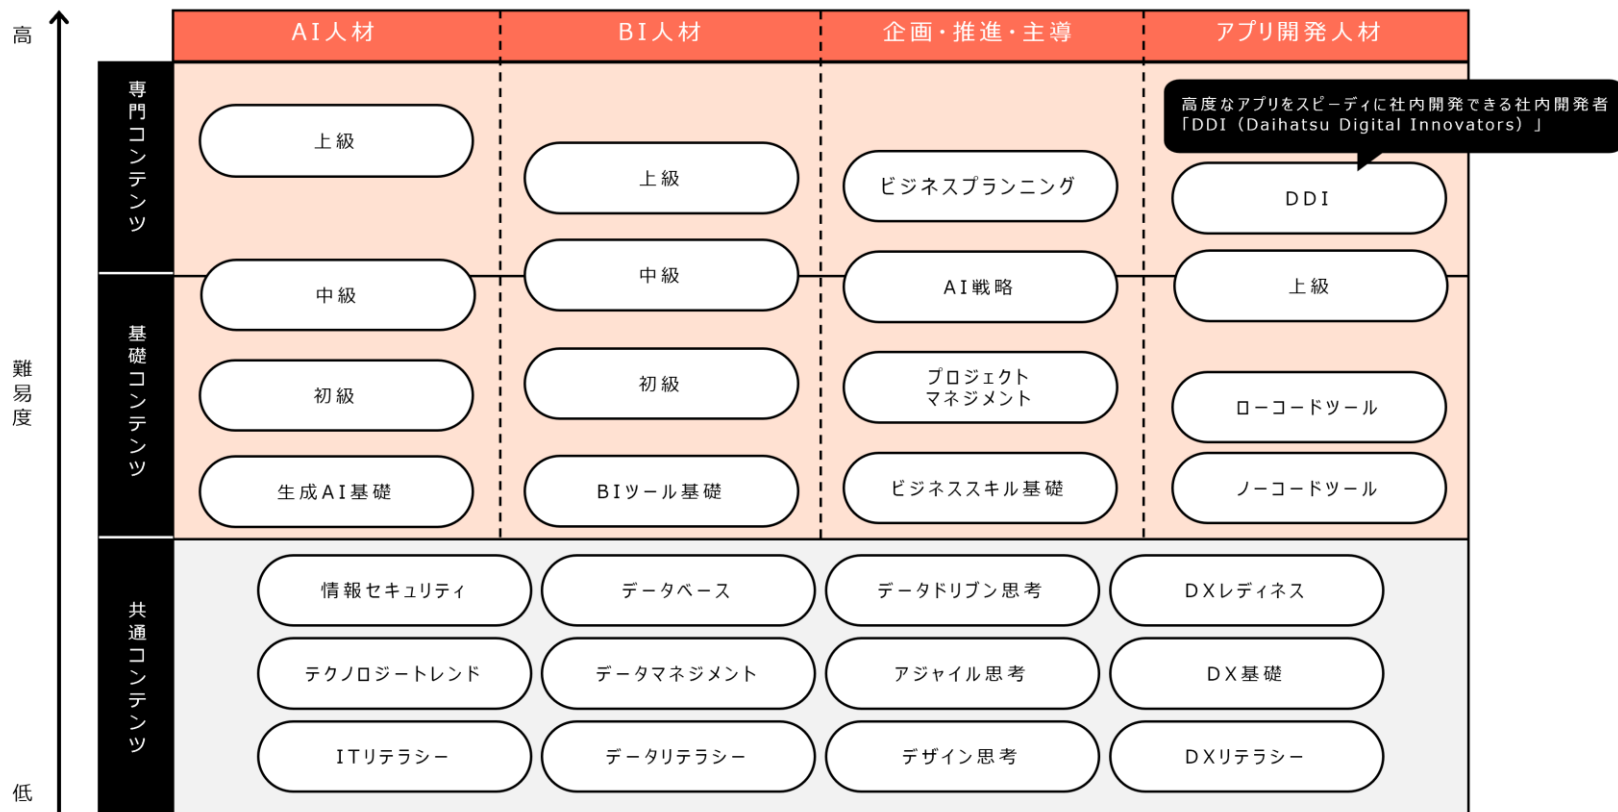 高
AI人材
BI人材
企画・推進・主導
アプリ開発人材
専門コンテンツ
高度なアプリをスピーディに社内開発できる社内開発者
「DDI（Daihatsu Digital Innovators）」
上級
上級
ビジネスプランニング
DDI
中級
中級
AI戦略
上級
難易度
基礎コンテンツ
初級
初級
プロジェクト
マネジメント
ローコードツール
生成AI基礎
BIツール基礎
ビジネススキル基礎
ノーコードツール
共通コンテンツ
情報セキュリティ
データベース
データドリブン思考
DXレディネス
テクノロジートレンド
データマネジメント
アジャイル思考
DX基礎
ITリテラシー
データリテラシー
デザイン思考
DXリテラシー
低